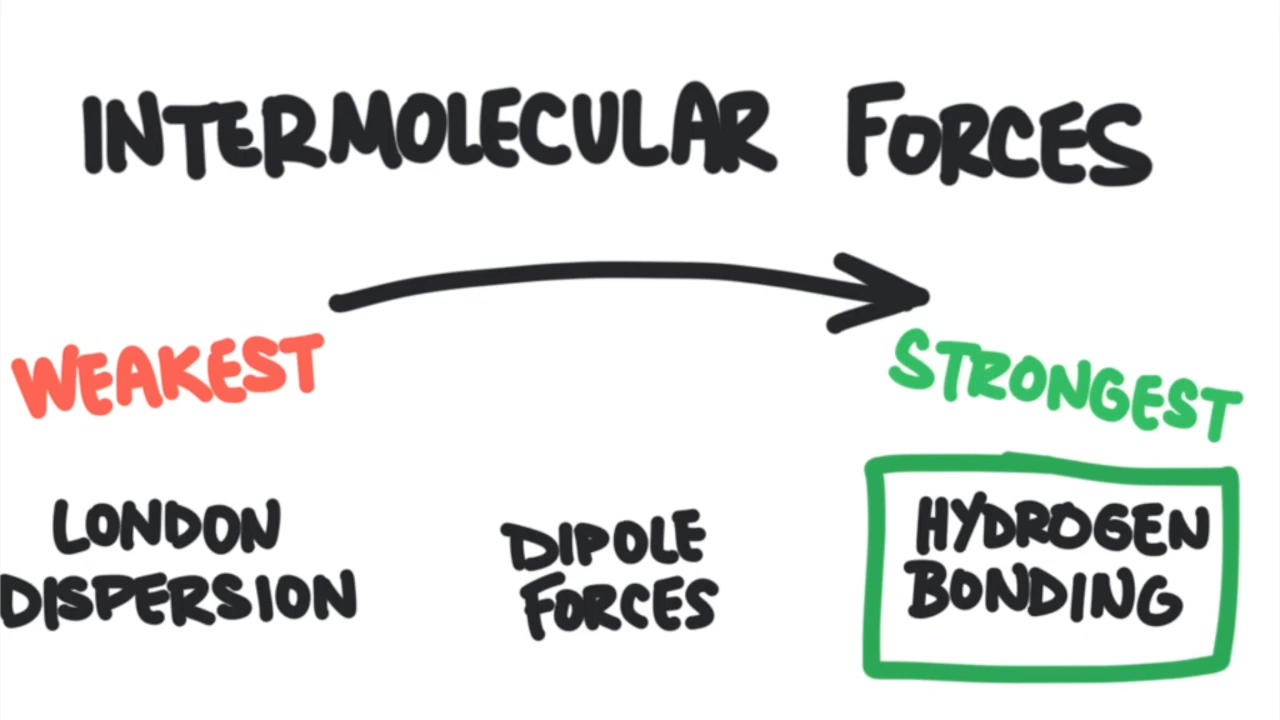 INTERMOLECULAR FORCES
WEAKEST
STRONGEST
LONDON
DISPERSION
DIPOLE
FORCES
HYDROGEN
BONDING